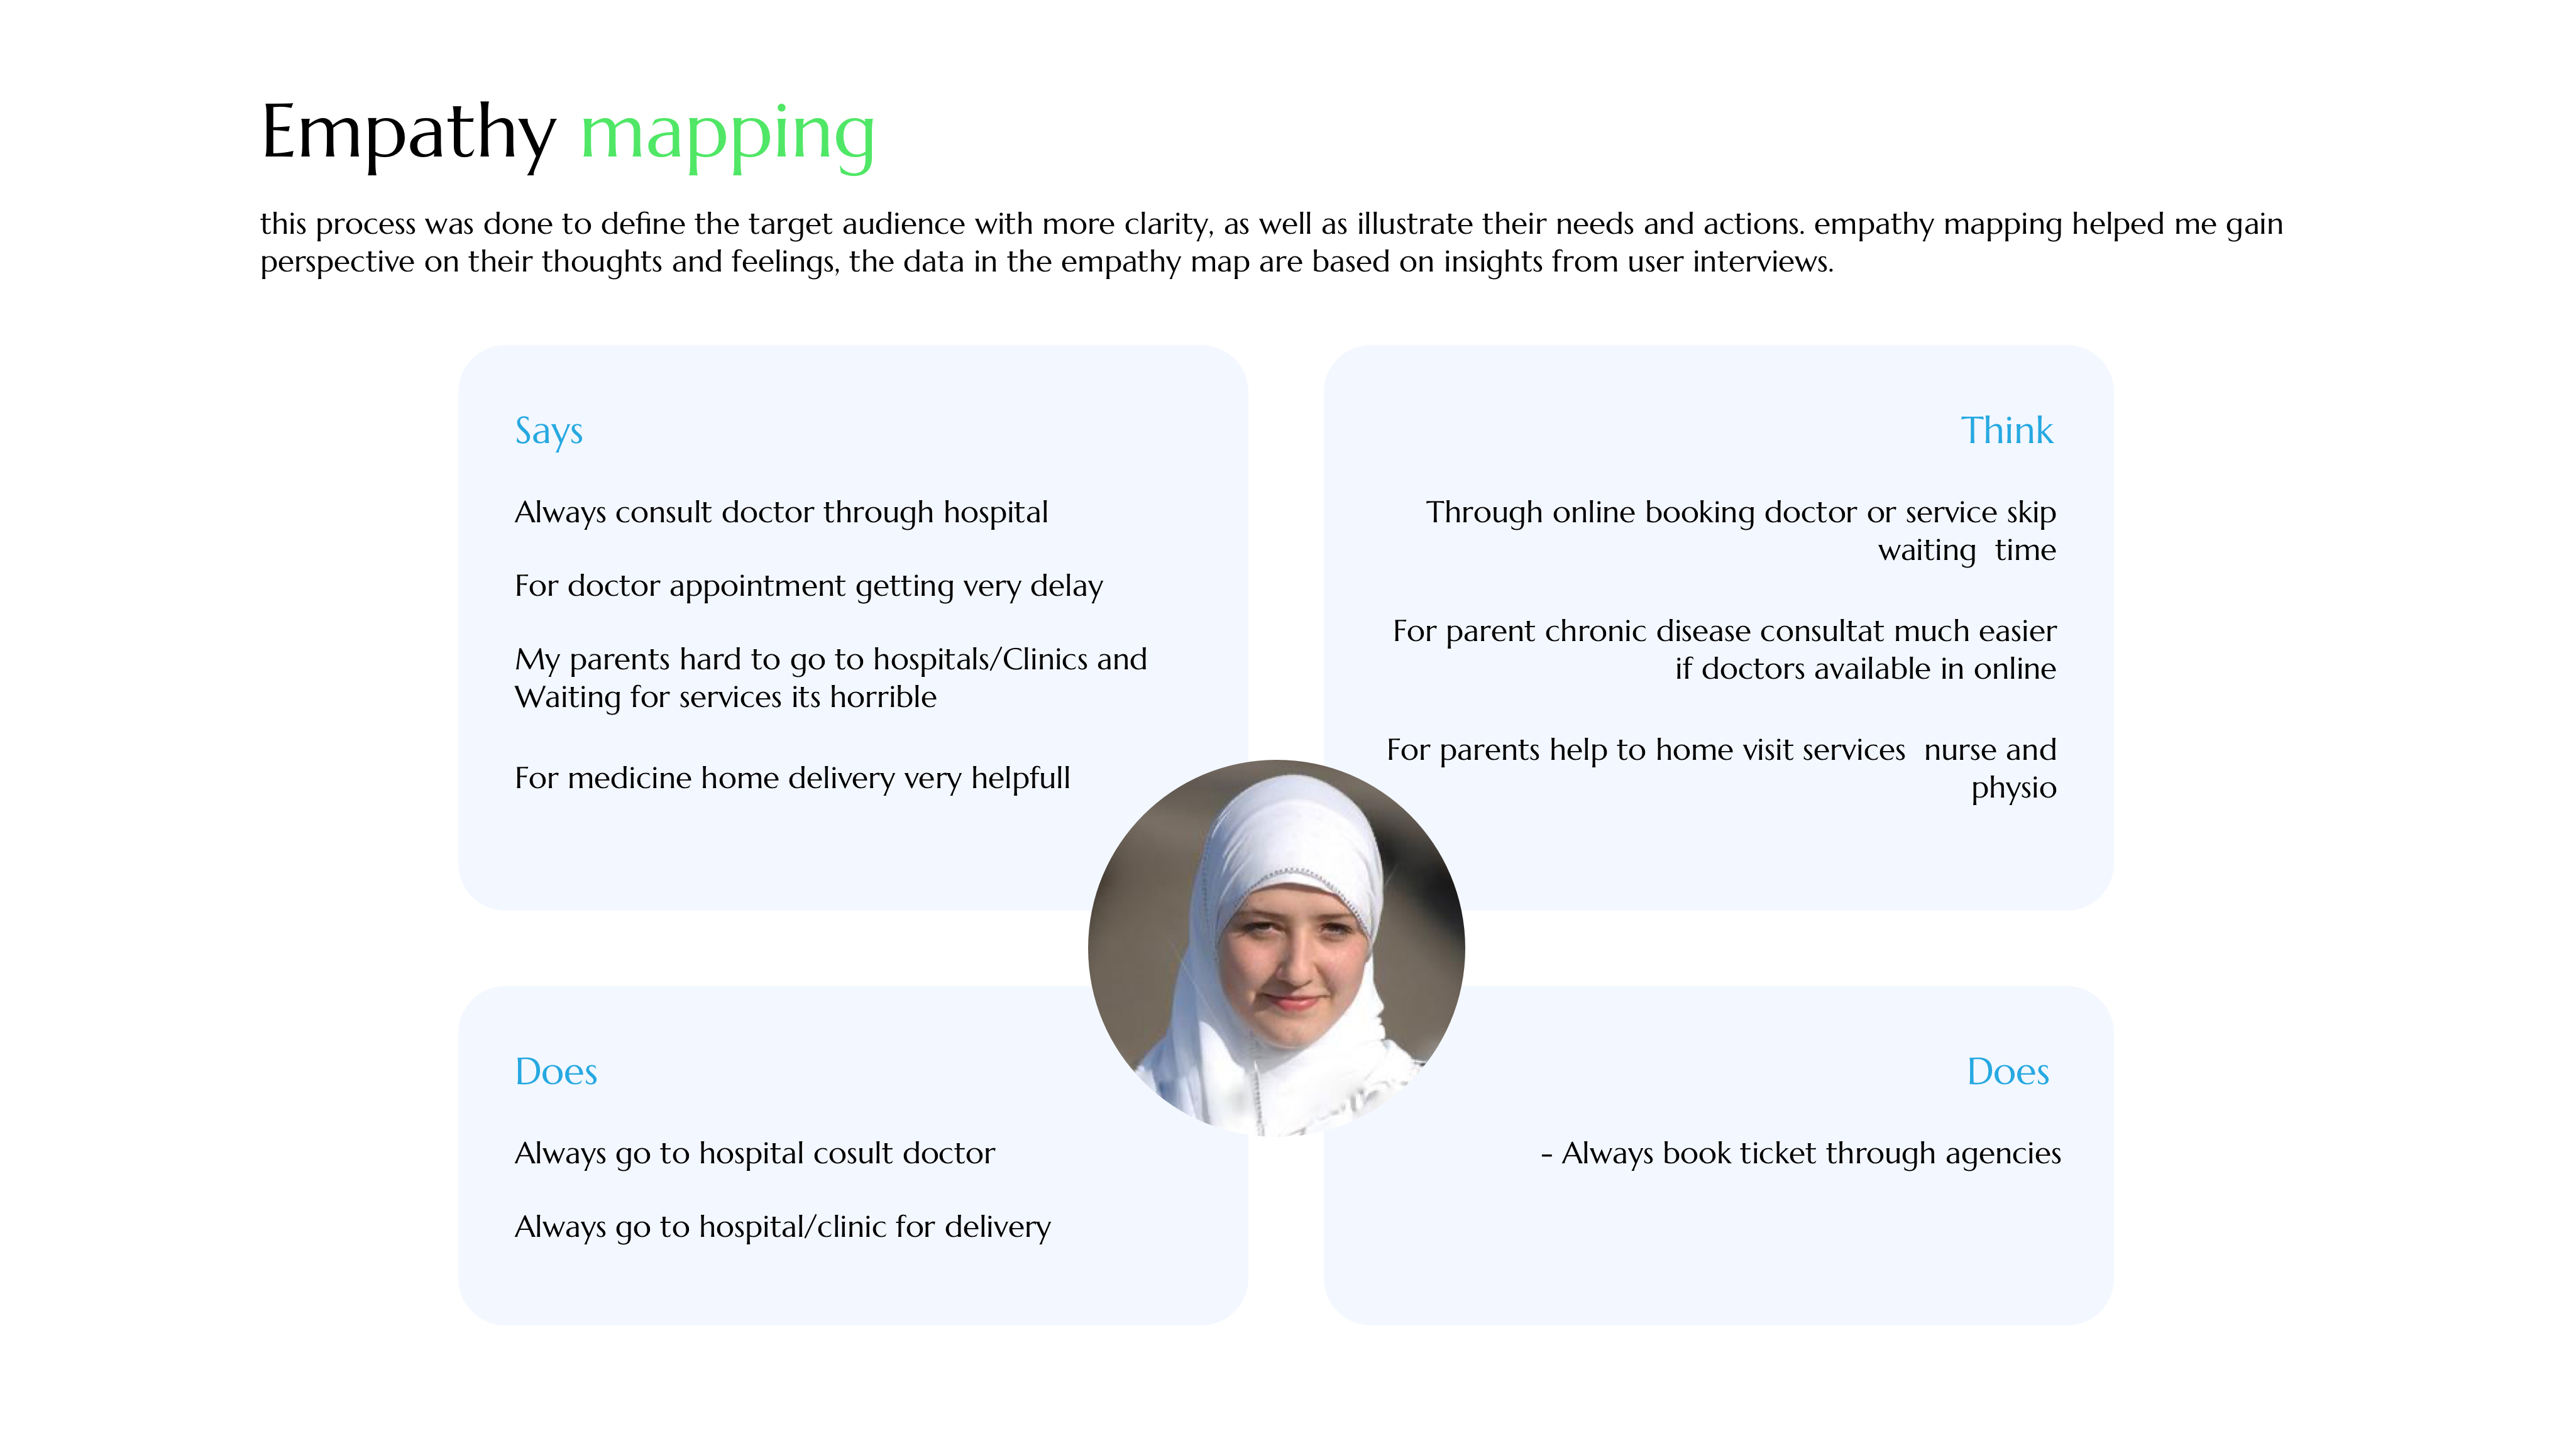 Empathy mapping
this process was done to define the target audience with more clarity, as well as illustrate their needs and actions. empathy mapping helped me gain
perspective on their thoughts and feelings, the data in the empathy map are based on insights from user interviews.
Says
Always consult doctor through hospital
For doctor appointment getting very delay
My parents hard to go to hospitals/Clinics and
Waiting for services its horrible
For medicine home delivery very helpfull
Think
Through online booking doctor or service skip
waiting  time
For parent chronic disease consultat much easier
if doctors available in online
For parents help to home visit services  nurse and
physio
Does
Always go to hospital cosult doctor
Always go to hospital/clinic for delivery
Does
- Always book ticket through agencies